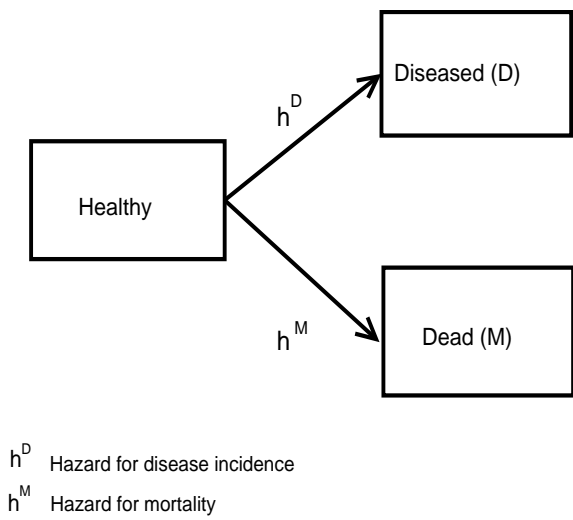 Diseased (D)
h^D
Healthy
h^M
Dead (M)
h^D Hazard for disease incidence
h^M Hazard for mortality